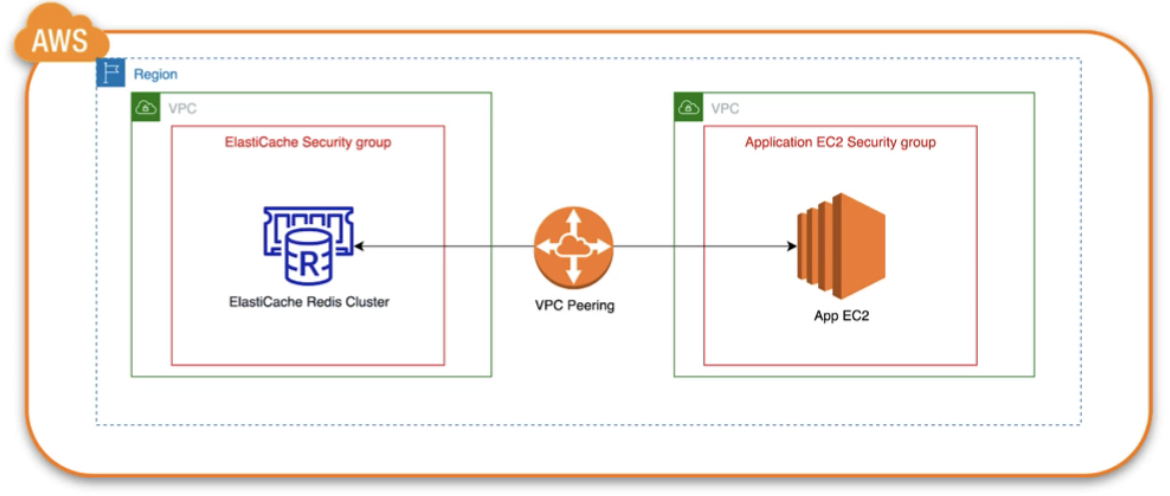 AWS
Region
VPC
VPC
ElastiCache Security group
Application EC2 Security group
R
ElastiCache Redis Cluster
VPC Peering
App EC2